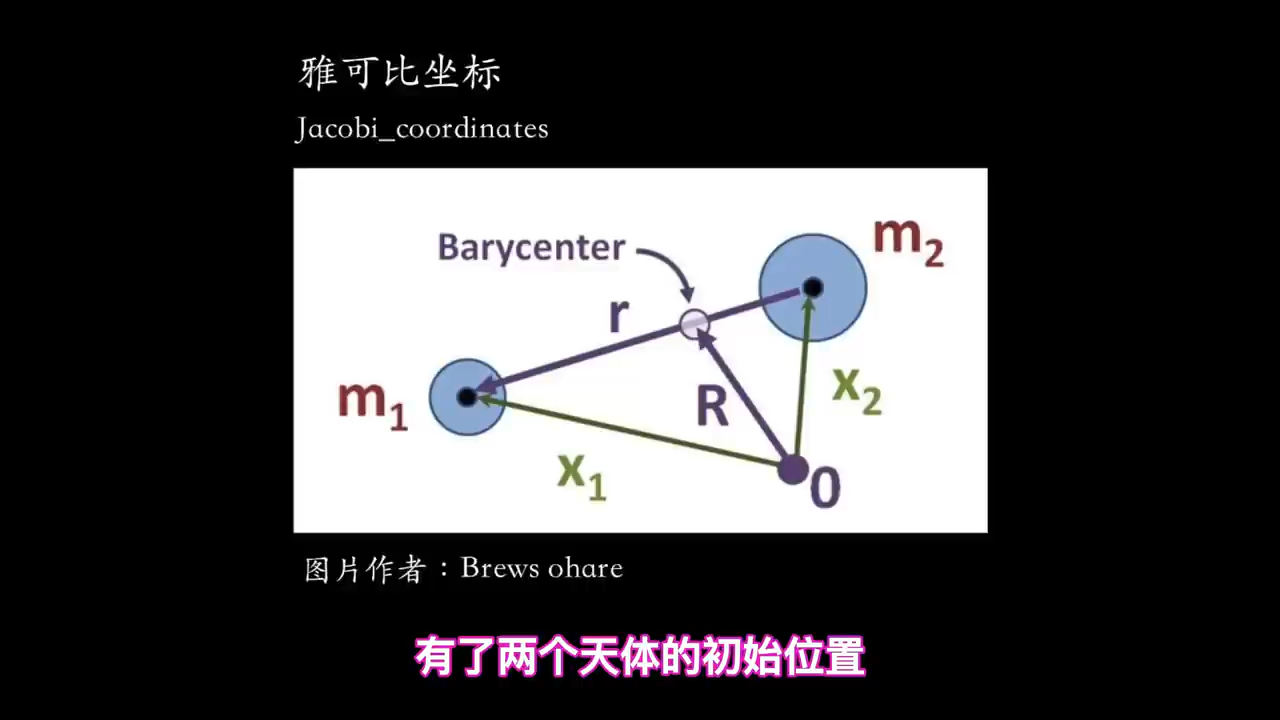 雅可比坐标
Jacobi_coordinates
Barycenter
m2
r
m1
R
x2
x1
0
图片作者：Brews ohare
有了两个天体的初始位置